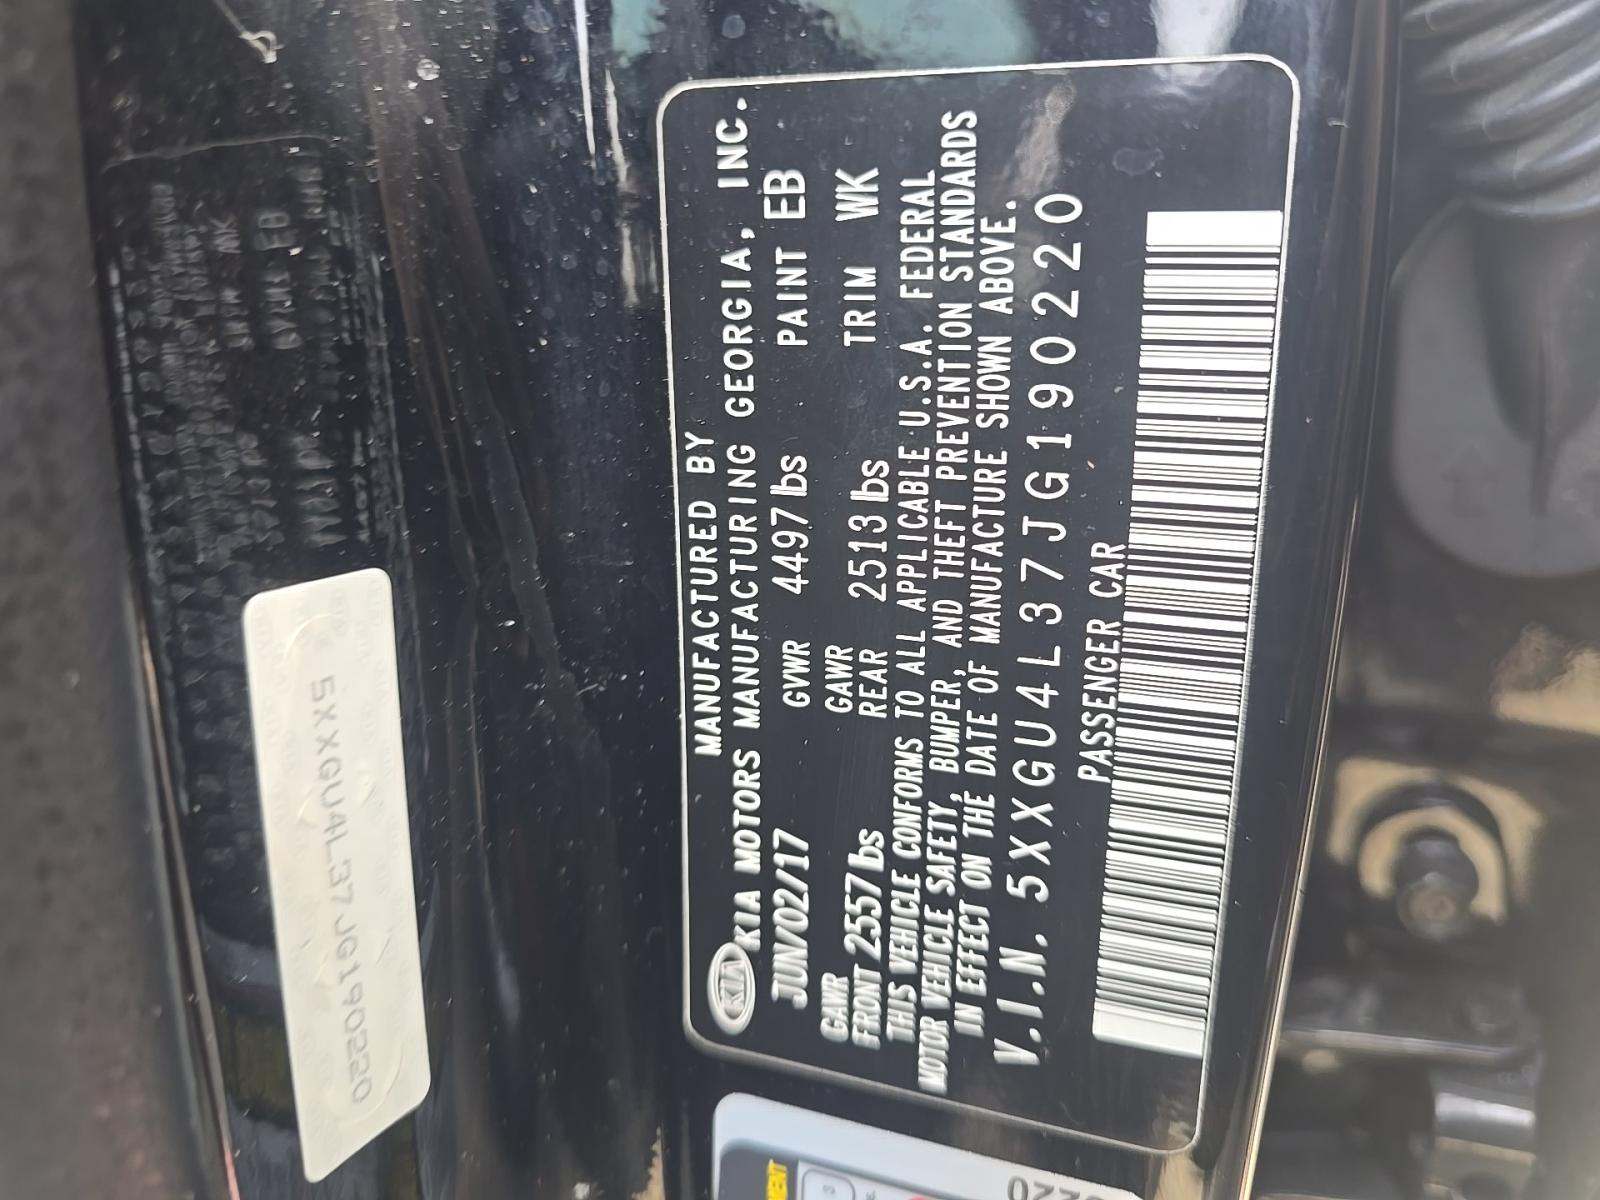 KIA
MANUFACTURED BY
KIA MOTORS MANUFACTURING GEORGIA, INC.
JUN/02/17 GVWR 4497 lbs PAINT EB
GAWR FRONT 2557 lbs GAWR REAR 2513 lbs TRIM WK
THIS VEHICLE CONFORMS TO ALL APPLICABLE U.S.A. FEDERAL
MOTOR VEHICLE SAFETY, BUMPER, AND THEFT PREVENTION STANDARDS
IN EFFECT ON THE DATE OF MANUFACTURE SHOWN ABOVE.
V.I.N. 5XXGU4L37JG190220
PASSENGER CAR
5XXGU4L37JG190220